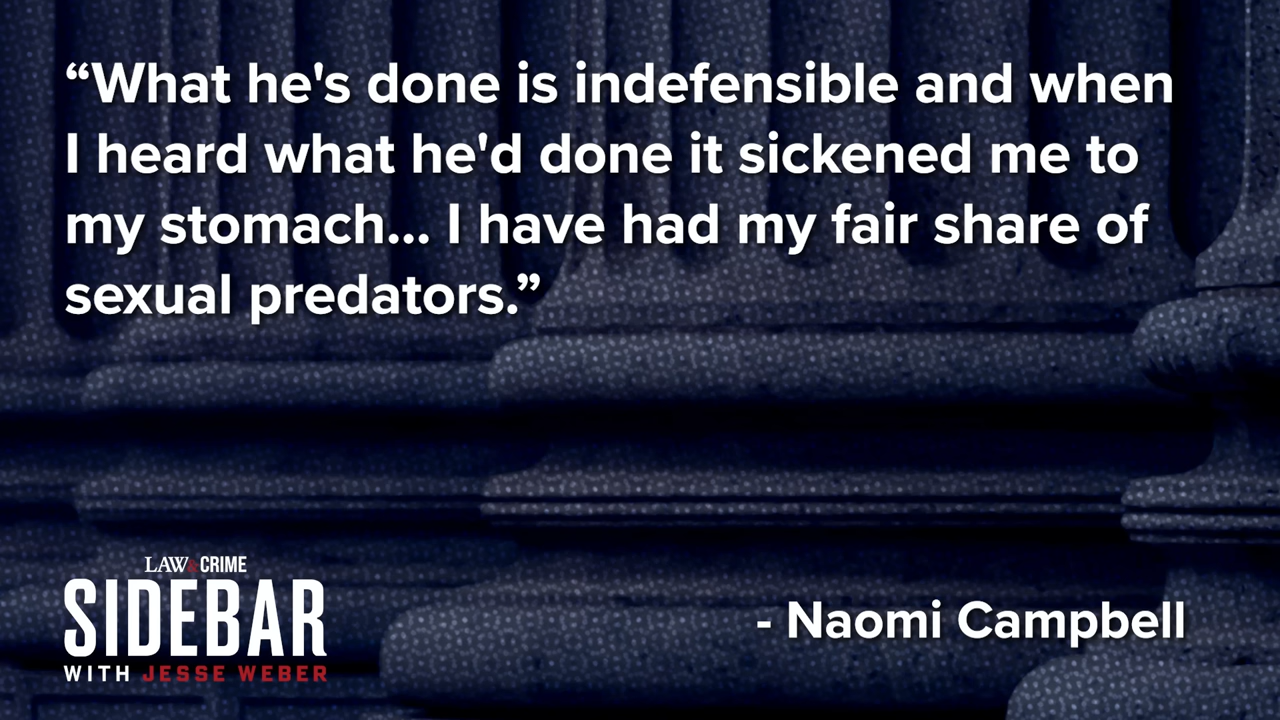 “What he's done is indefensible and when
I heard what he'd done it sickened me to
my stomach... I have had my fair share of
sexual predators.”
LAW&CRIME
SIDEBAR
WITH JESSE WEBER
- Naomi Campbell